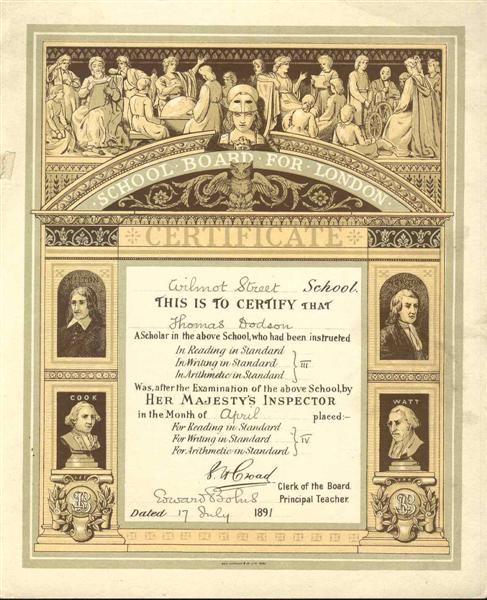 SCHOOL · BOARD · FOR · LONDON
CERTIFICATE
Wilmot Street School.
THIS IS TO CERTIFY THAT
Thomas Dodson
A Scholar in the above School, who had been instructed
In Reading in Standard
In Writing in Standard } III
In Arithmetic in Standard
Was, after the Examination of the above School, by
HER MAJESTY'S INSPECTOR
in the Month of April placed:-
For Reading in Standard
For Writing in Standard } IV
For Arithmetic in Standard
Clerk of the Board.
Edward
Principal Teacher.
Dated 17 July 1891
MILTON
COOK
WATT